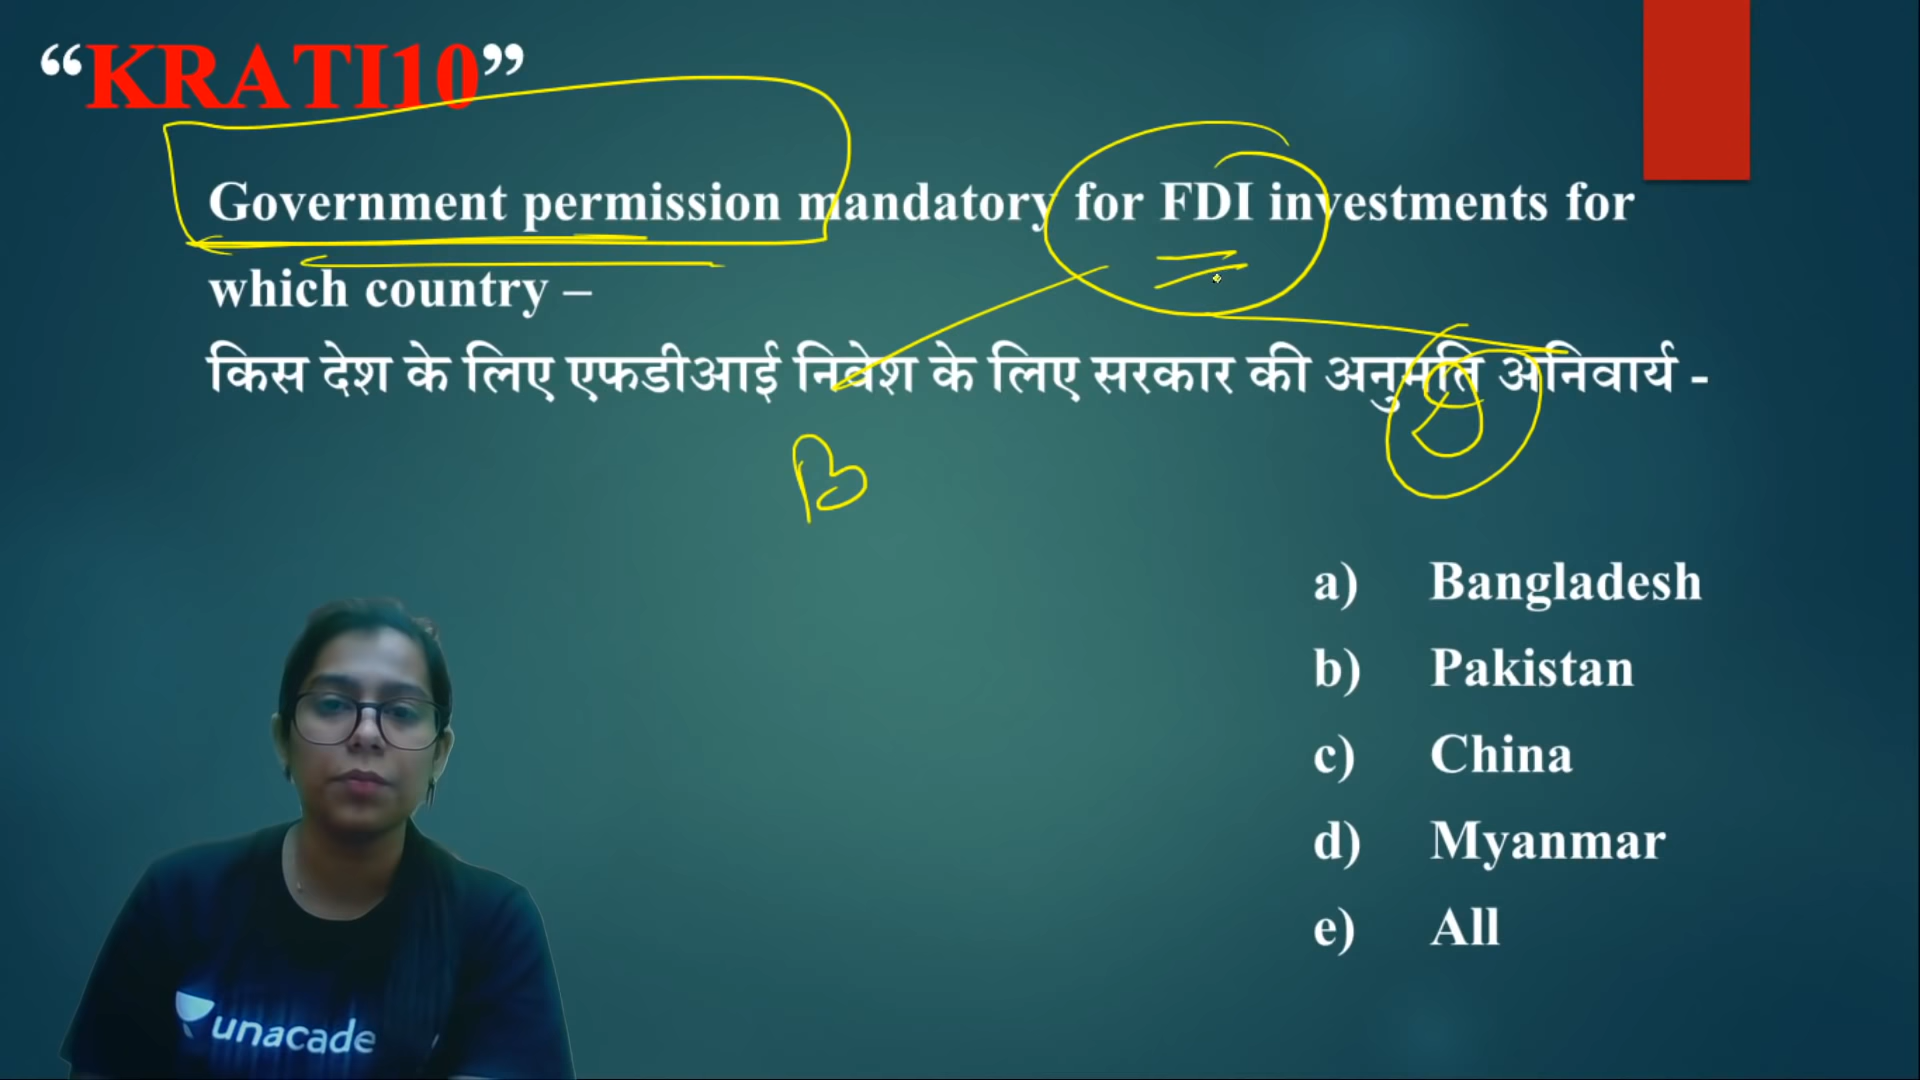 “KRATI10”
Government permission mandatory for FDI investments for
which country –
किस देश के लिए एफडीआई निवेश के लिए सरकार की अनुमति अनिवार्य -
B
a) Bangladesh
b) Pakistan
c) China
d) Myanmar
e) All
unacade